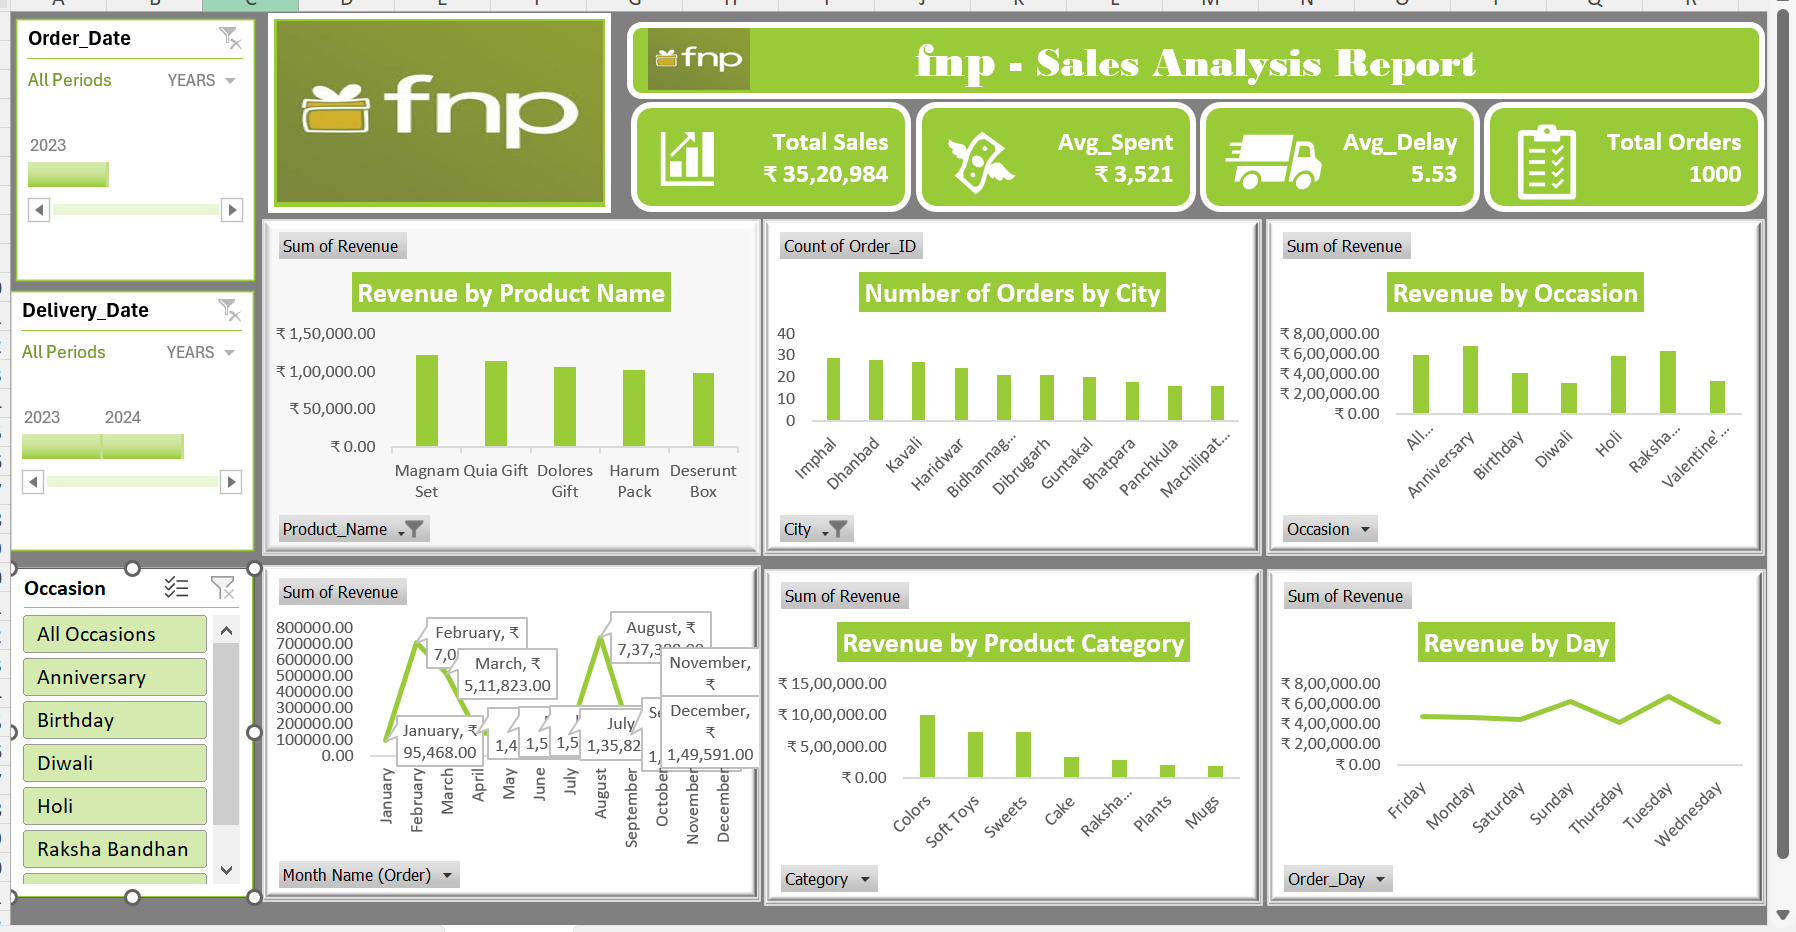 Order_Date
All Periods
YEARS
2023
Delivery_Date
All Periods
YEARS
2023 2024
Occasion
All Occasions
Anniversary
Birthday
Diwali
Holi
Raksha Bandhan
fnp
fnp
fnp - Sales Analysis Report
Total Sales
₹ 35,20,984
Avg_Spent
₹ 3,521
Avg_Delay
5.53
Total Orders
1000
Sum of Revenue
Revenue by Product Name
₹ 1,50,000.00
₹ 1,00,000.00
₹ 50,000.00
₹ 0.00
Magnam Set
Quia Gift
Dolores Gift
Harum Pack
Deserunt Box
Product_Name
Count of Order_ID
Number of Orders by City
40
30
20
10
0
Imphal
Dhanbad
Kavali
Haridwar
Bidhannag...
Dibrugarh
Guntakal
Bhatpara
Panchkula
Machilipat...
City
Sum of Revenue
Revenue by Occasion
₹ 8,00,000.00
₹ 6,00,000.00
₹ 4,00,000.00
₹ 2,00,000.00
₹ 0.00
All...
Anniversary
Birthday
Diwali
Holi
Raksha...
Valentine'...
Occasion
Sum of Revenue
800000.00
700000.00
600000.00
500000.00
400000.00
300000.00
200000.00
100000.00
0.00
January, ₹
95,468.00
February, ₹
7,0
March, ₹
5,11,823.00
1,4
1,5
1,5
July
1,35,82
August, ₹
7,37,3
Se
1,
November,
₹
December,
₹
1,49,591.00
January
February
March
April
May
June
July
August
September
October
November
December
Month Name (Order)
Sum of Revenue
Revenue by Product Category
₹ 15,00,000.00
₹ 10,00,000.00
₹ 5,00,000.00
₹ 0.00
Colors
Soft Toys
Sweets
Cake
Raksha...
Plants
Mugs
Category
Sum of Revenue
Revenue by Day
₹ 8,00,000.00
₹ 6,00,000.00
₹ 4,00,000.00
₹ 2,00,000.00
₹ 0.00
Friday
Monday
Saturday
Sunday
Thursday
Tuesday
Wednesday
Order_Day